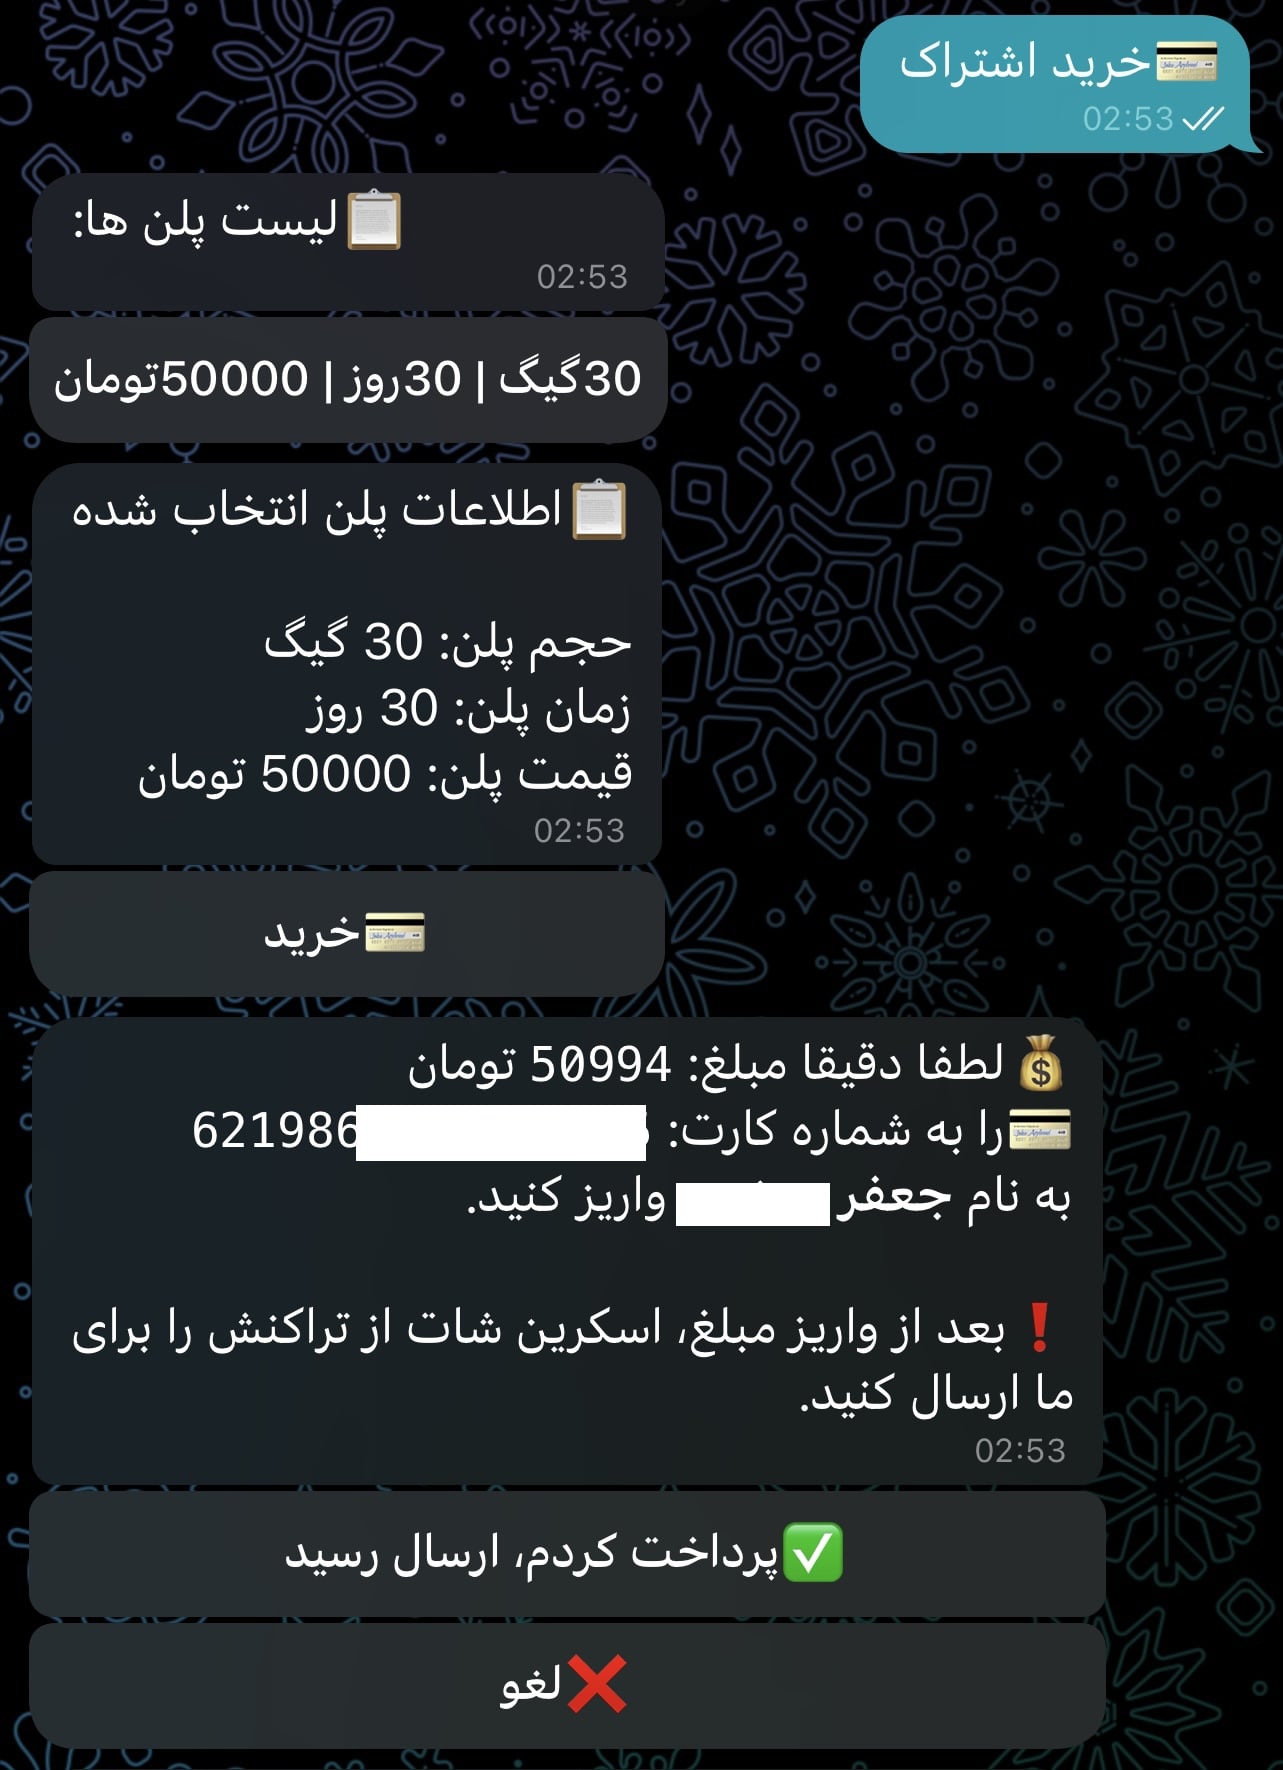 💳خرید اشتراک
02:53
📋لیست پلن ها:
02:53
30گیگ | 30روز | 50000تومان
📋اطلاعات پلن انتخاب شده
حجم پلن: 30 گیگ
زمان پلن: 30 روز
قیمت پلن: 50000 تومان
02:53
💳خرید
💰 لطفا دقیقا مبلغ: 50994 تومان
💳را به شماره کارت: 621986
به نام جعفر واریز کنید.
❗ بعد از واریز مبلغ، اسکرین شات از تراکنش را برای
ما ارسال کنید.
02:53
✅پرداخت کردم، ارسال رسید
❌لغو